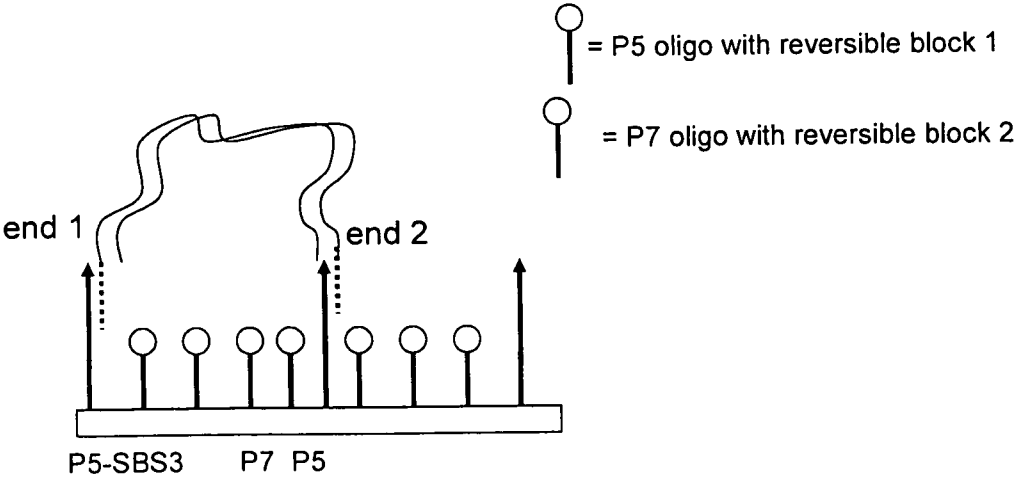 = P5 oligo with reversible block 1
= P7 oligo with reversible block 2
end 1
end 2
P5-SBS3 P7 P5